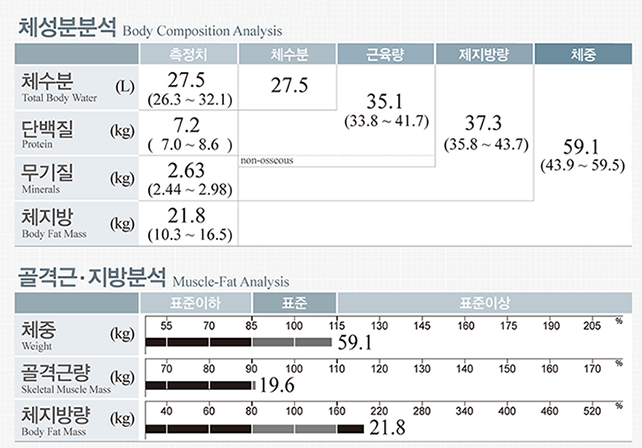 체성분분석 Body Composition Analysis
측정치 체수분 근육량 제지방량 체중
체수분 (L) 27.5 27.5 35.1 37.3 59.1
Total Body Water (26.3 ~ 32.1) (33.8 ~ 41.7) (35.8 ~ 43.7) (43.9 ~ 59.5)
단백질 (kg) 7.2
Protein ( 7.0 ~ 8.6 )
non-osseous
무기질 (kg) 2.63
Minerals (2.44 ~ 2.98)
체지방 (kg) 21.8
Body Fat Mass (10.3 ~ 16.5)
골격근·지방분석 Muscle-Fat Analysis
표준이하 표준 표준이상
체중 (kg) 55 70 85 100 115 130 145 160 175 190 205 %
Weight 59.1
골격근량 (kg) 70 80 90 100 110 120 130 140 150 160 170 %
Skeletal Muscle Mass 19.6
체지방량 (kg) 40 60 80 100 160 220 280 340 400 460 520 %
Body Fat Mass 21.8